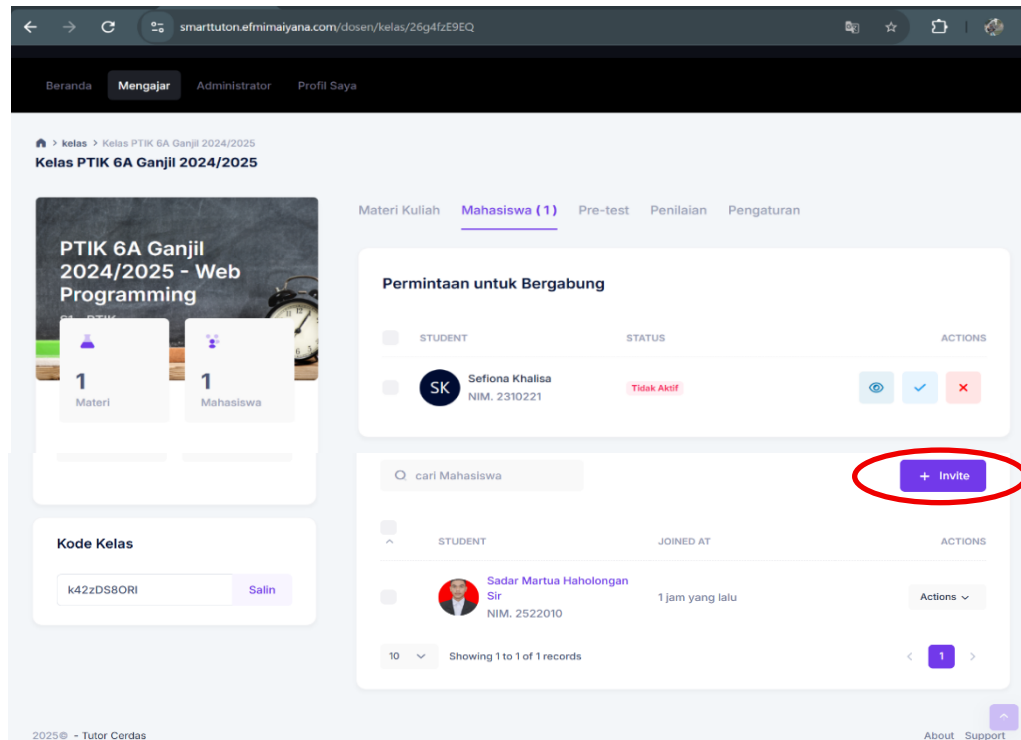 smarttuton.efmimaiyana.com/dosen/kelas/26g4fzE9EQ
Beranda Mengajar Administrator Profil Saya
> kelas > Kelas PTIK 6A Ganjil 2024/2025
Kelas PTIK 6A Ganjil 2024/2025
PTIK 6A Ganjil
2024/2025 - Web
Programming
S1 - PTIK
1
Materi
1
Mahasiswa
Kode Kelas
k42zDS8ORI Salin
Materi Kuliah Mahasiswa (1) Pre-test Penilaian Pengaturan
Permintaan untuk Bergabung
STUDENT STATUS ACTIONS
SK
Sefiona Khalisa
NIM. 2310221
Tidak Aktif
cari Mahasiswa
+ Invite
STUDENT JOINED AT ACTIONS
Sadar Martua Haholongan
Sir
NIM. 2522010
1 jam yang lalu
Actions
10 Showing 1 to 1 of 1 records
< 1 >
2025© - Tutor Cerdas
About Support